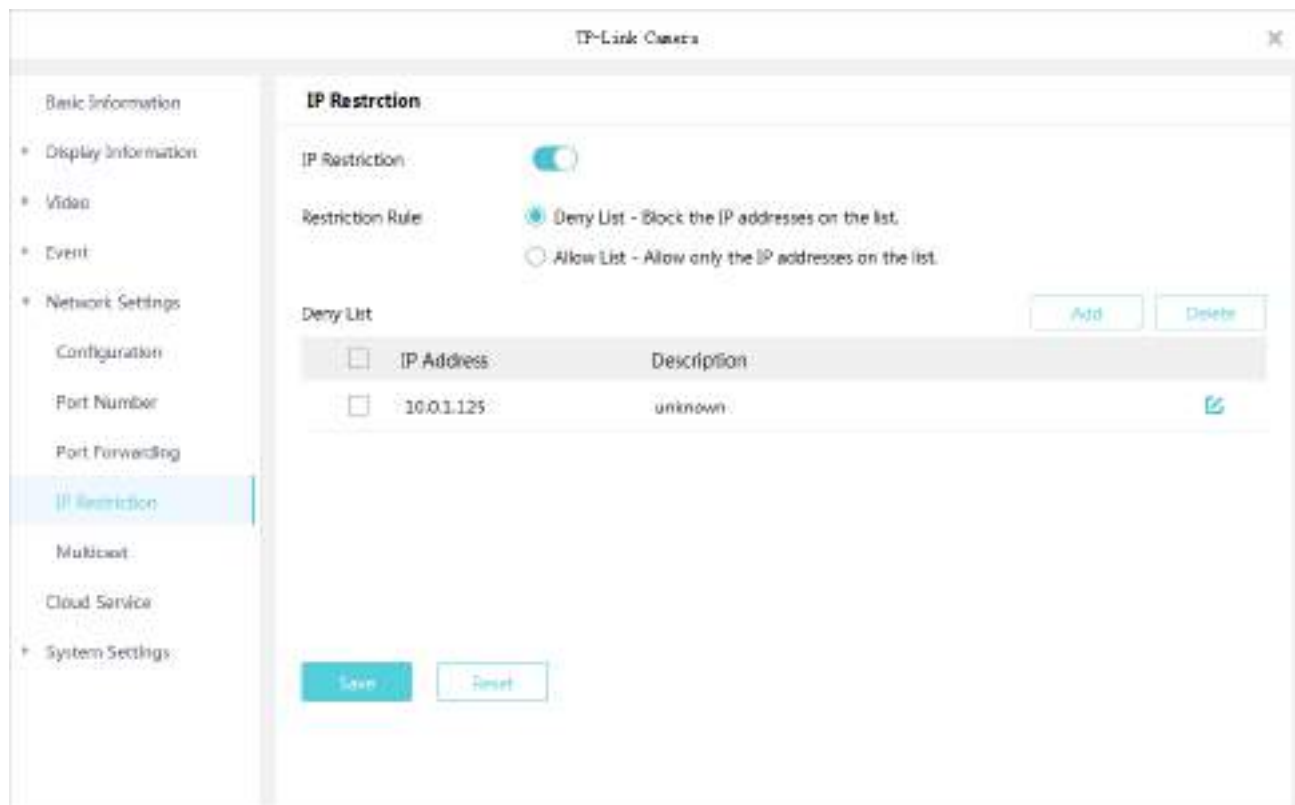 TP-Link Camera
Basic Information
Display Information
Video
Event
Network Settings
Configuration
Port Number
Port Forwarding
IP Restriction
Multicast
Cloud Service
System Settings
IP Restrction
IP Restriction
Restriction Rule
Deny List - Block the IP addresses on the list.
Allow List - Allow only the IP addresses on the list.
Deny List
Add
Delete
IP Address Description
10.0.1.125 unknown
Save
Reset